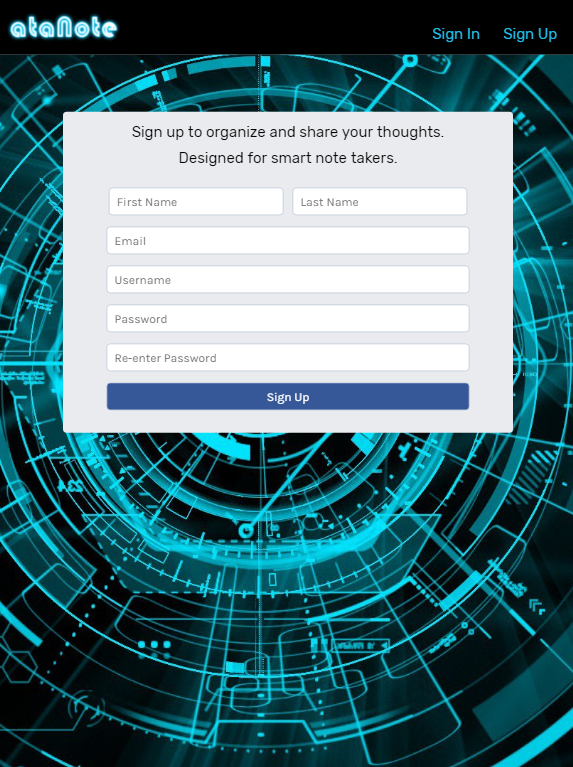 ataNote
Sign In Sign Up
Sign up to organize and share your thoughts.
Designed for smart note takers.
First Name Last Name
Email
Username
Password
Re-enter Password
Sign Up